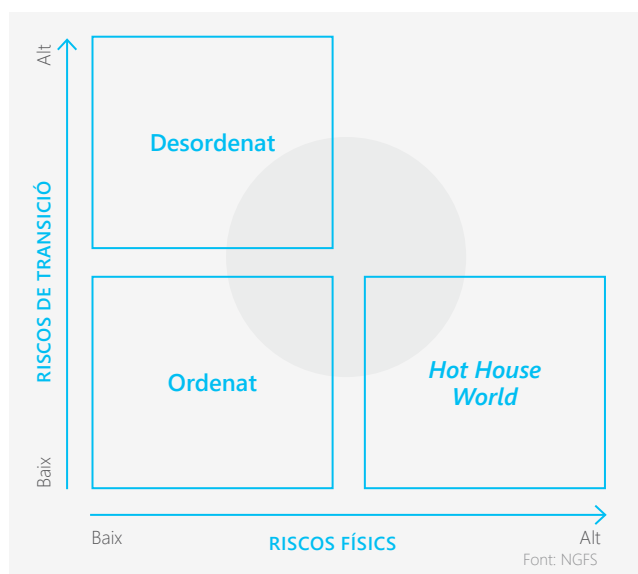 Alt
RISCOS DE TRANSICIÓ
Baix
Desordenat
Ordenat
Hot House
World
Baix
RISCOS FÍSICS
Alt
Font: NGFS